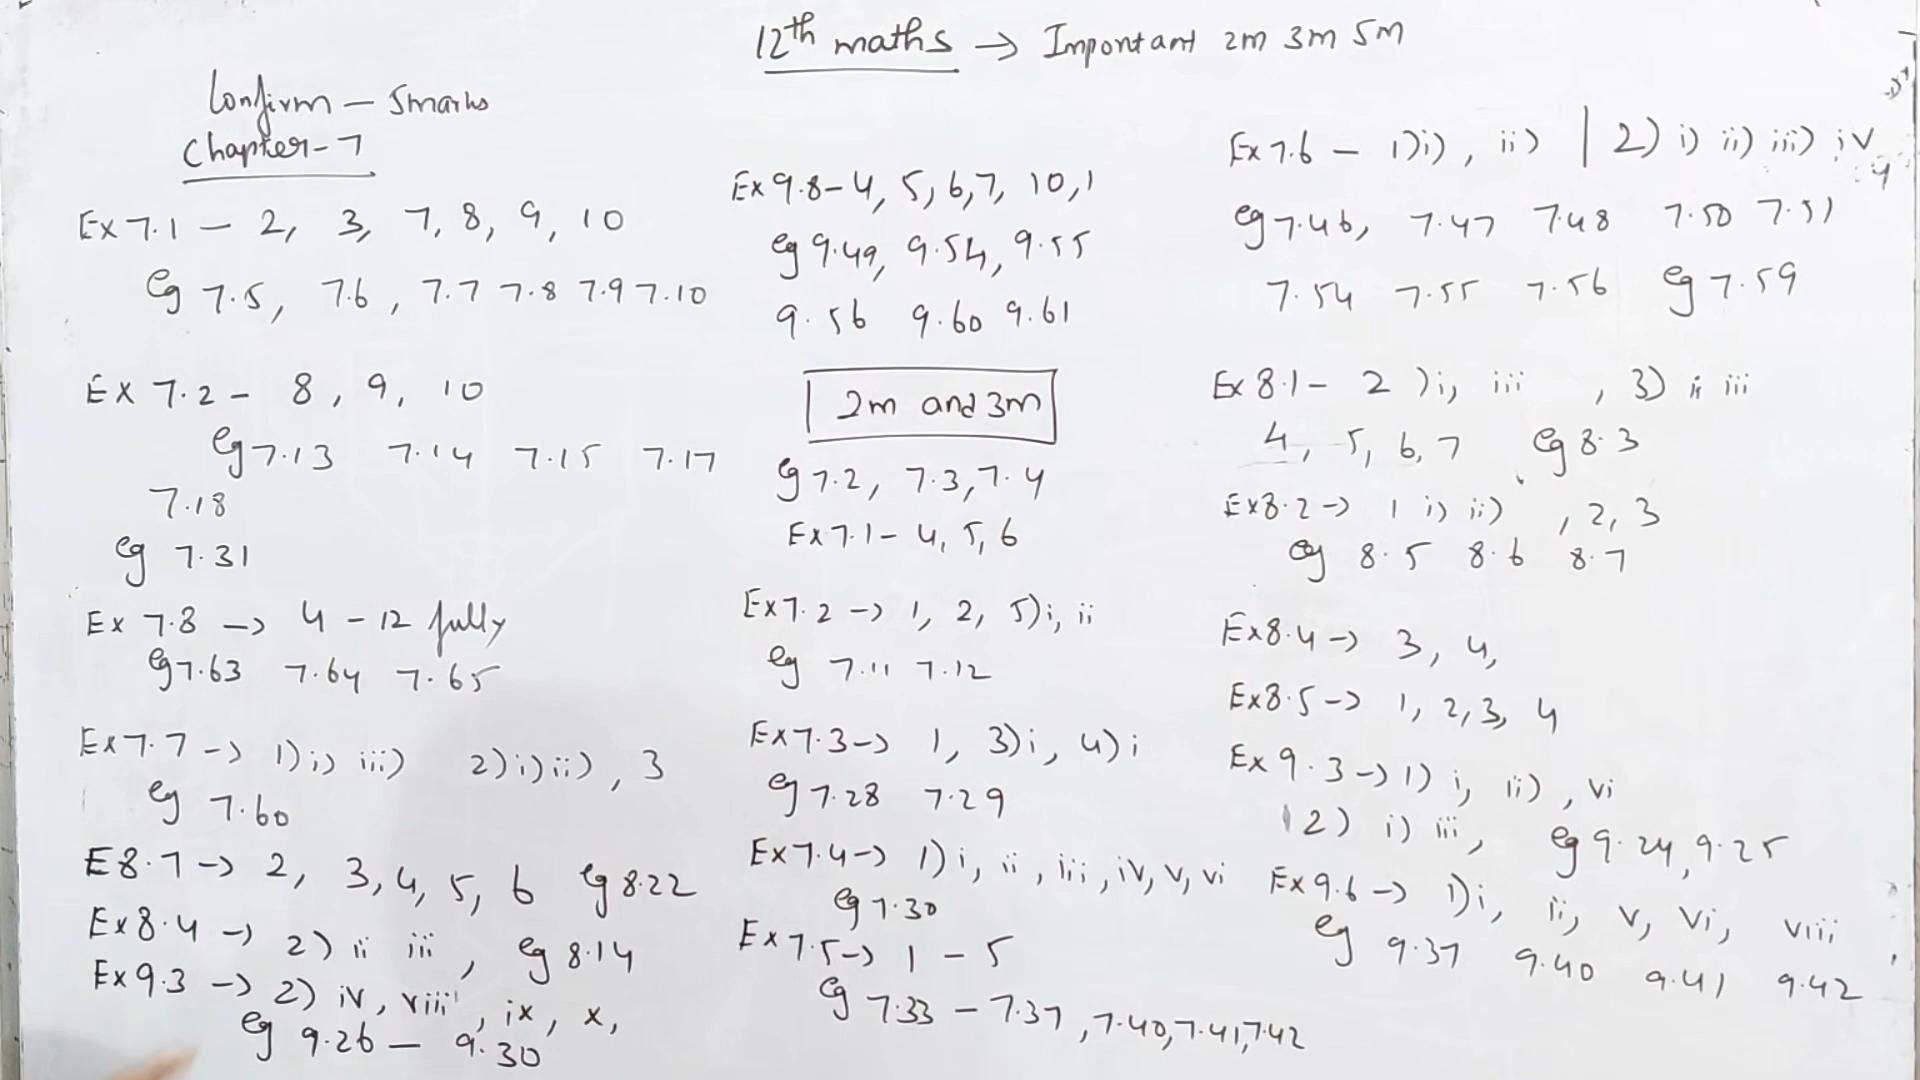 12th maths → Important 2m 3m 5m
Confirm - 5marks
Chapter-7
Ex 7.1 - 2, 3, 7, 8, 9, 10
eg 7.5, 7.6, 7.7 7.8 7.9 7.10
Ex 7.2 - 8, 9, 10
eg 7.13 7.14 7.15 7.17
7.18
eg 7.31
Ex 7.8 → 4 - 12 fully
eg 7.63 7.64 7.65
Ex 7.7 → 1) i) iii) 2) i) ii), 3
eg 7.60
E 8.7 → 2, 3, 4, 5, 6 eg 8.22
Ex 8.4 → 2) ii iii, eg 8.14
Ex 9.3 → 2) iv, viii, ix, x,
eg 9.26 - 9.30
Ex 9.8 - 4, 5, 6, 7, 10, 1
eg 9.49, 9.54, 9.55
9.56 9.60 9.61
2m and 3m
eg 7.2, 7.3, 7.4
Ex 7.1 - 4, 5, 6
Ex 7.2 → 1, 2, 5) i, ii
eg 7.11 7.12
Ex 7.3 → 1, 3) i, 4) i
eg 7.28 7.29
Ex 7.4 → 1) i, ii, iii, iv, v, vi
eg 7.30
Ex 7.5 → 1 - 5
eg 7.33 - 7.37, 7.40, 7.41, 7.42
Ex 7.6 - 1) i), ii) | 2) i) ii) iii) iv
eg 7.46, 7.47 7.48 7.50 7.51
7.54 7.55 7.56 eg 7.59
Ex 8.1 - 2) i, iii, 3) ii iii
4, 5, 6, 7 eg 8.3
Ex 8.2 → 1 i) ii), 2, 3
eg 8.5 8.6 8.7
Ex 8.4 → 3, 4,
Ex 8.5 → 1, 2, 3, 4
Ex 9.3 → 1) i, ii), vi
2) i) iii, eg 9.24, 9.25
Ex 9.6 → 1) i, ii, v, vi, viii
eg 9.37 9.40 9.41 9.42